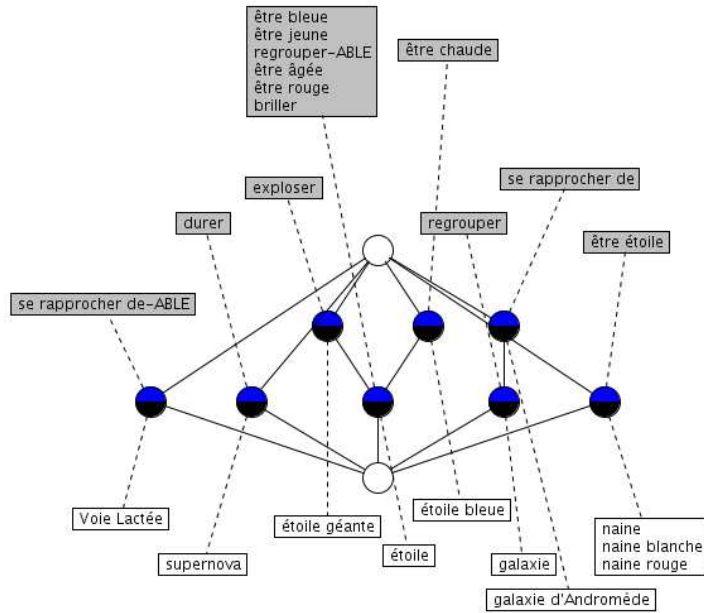 être bleue
être jeune
regrouper-ABLE
être âgée
être rouge
briller
être chaude
exploser
se rapprocher de
durer
regrouper
être étoile
se rapprocher de-ABLE
Voie Lactée
étoile géante
étoile bleue
naine
naine blanche
naine rouge
supernova
étoile
galaxie
galaxie d'Andromède